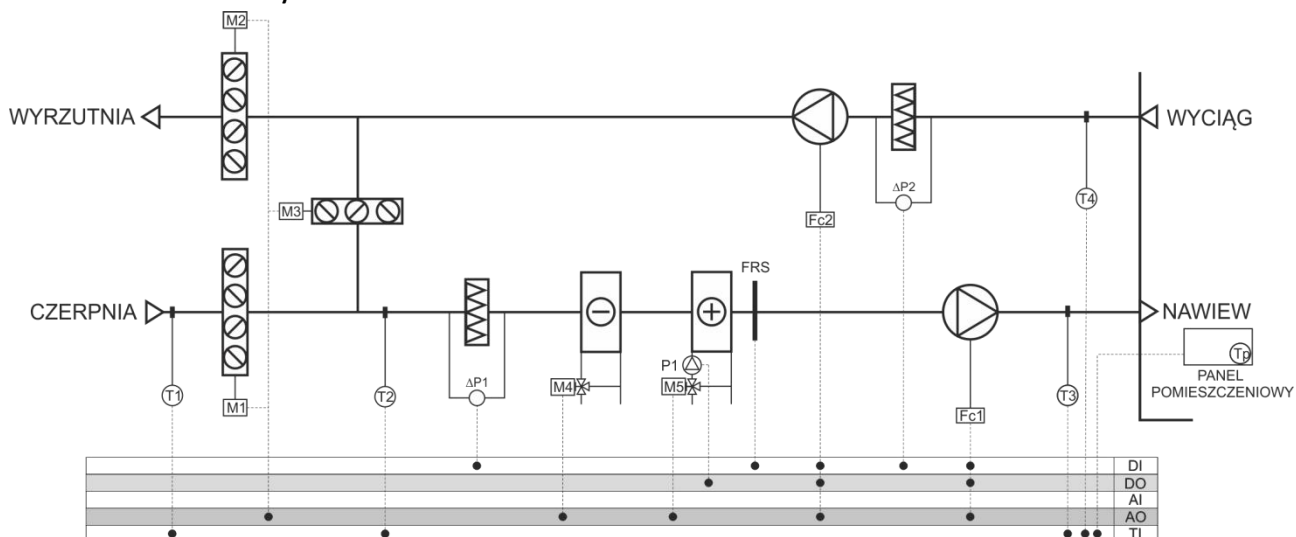 M2
WYRZUTNIA
WYCIĄG
ΔP2
M3
Fc2
T4
FRS
CZERPNIA
NAWIEW
Tp
P1
M4
M5
PANEL
POMIESZCZENIOWY
ΔP1
T1
M1
T2
Fc1
T3
DI
DO
AI
AO
TI